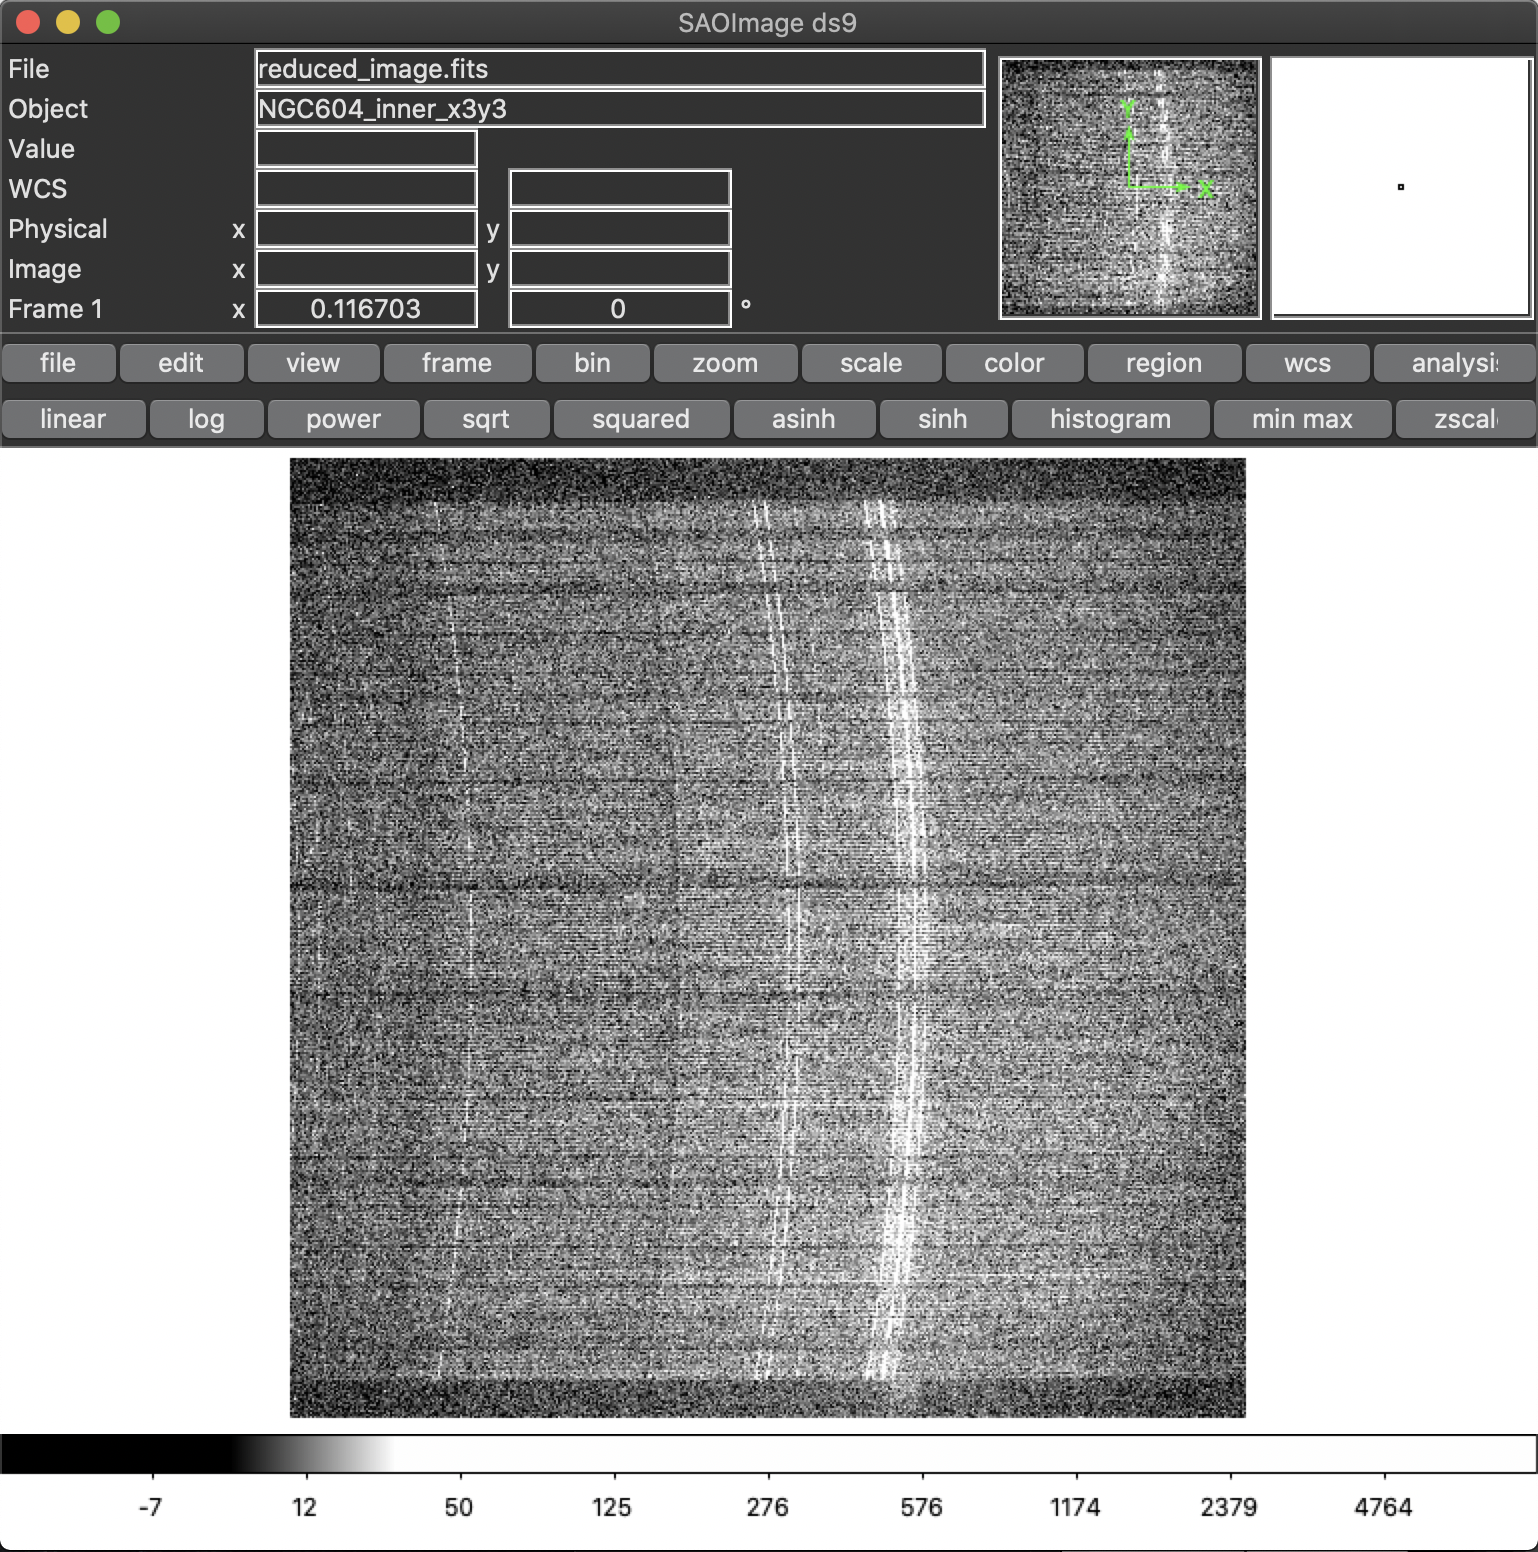 SAOImage ds9
File reduced_image.fits
Object NGC604_inner_x3y3
Value
WCS
Physical x y
Image x y
Frame 1 x 0.116703 0 °
Y
X
file edit view frame bin zoom scale color region wcs analysi
linear log power sqrt squared asinh sinh histogram min max zscal
-7 12 50 125 276 576 1174 2379 4764